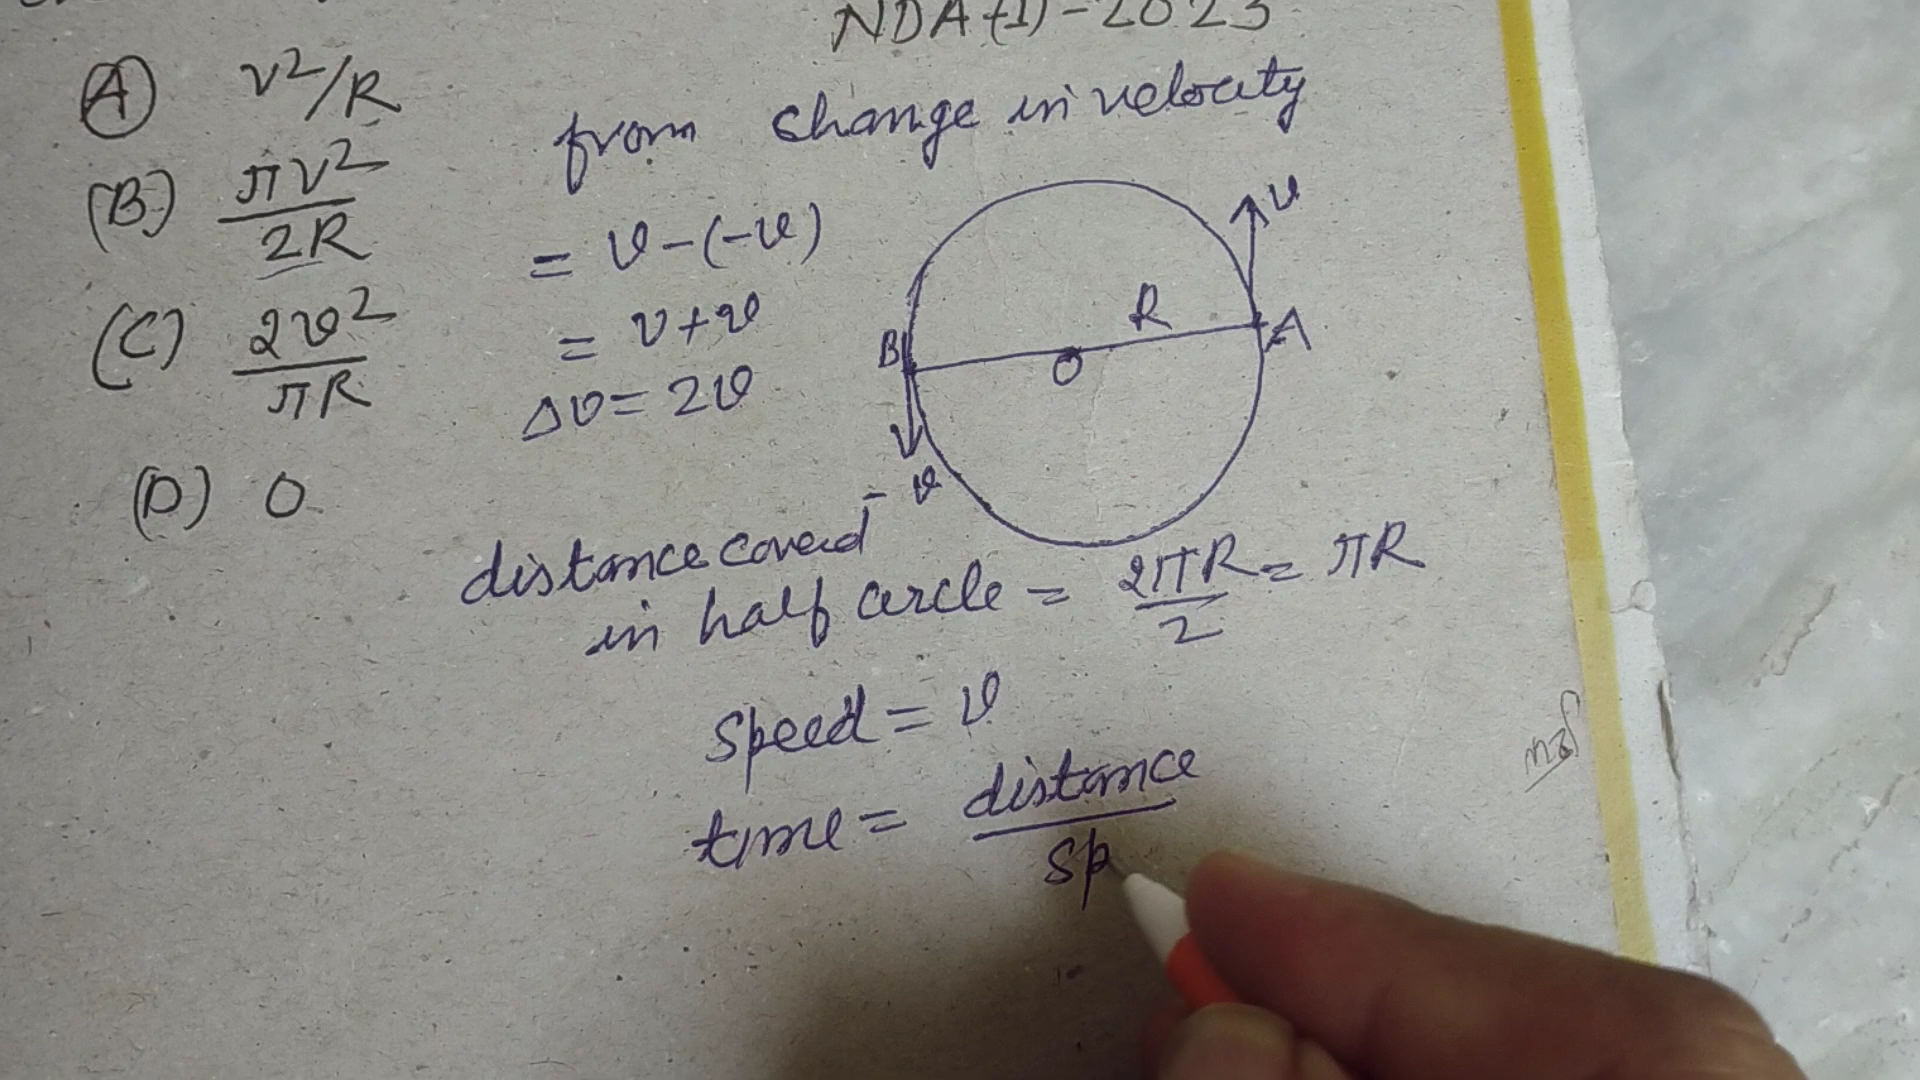 NDA (I) - 2023
(A) v²/R
(B) πv²/2R
(C) 2v²/πR
(D) 0
from change in velocity
= v-(-v)
= v+v
Δv = 2v
v
R
A
B
O
-v
distance coverd
in half circle = 2πR/2 = πR
speed = v
time = distance/sp